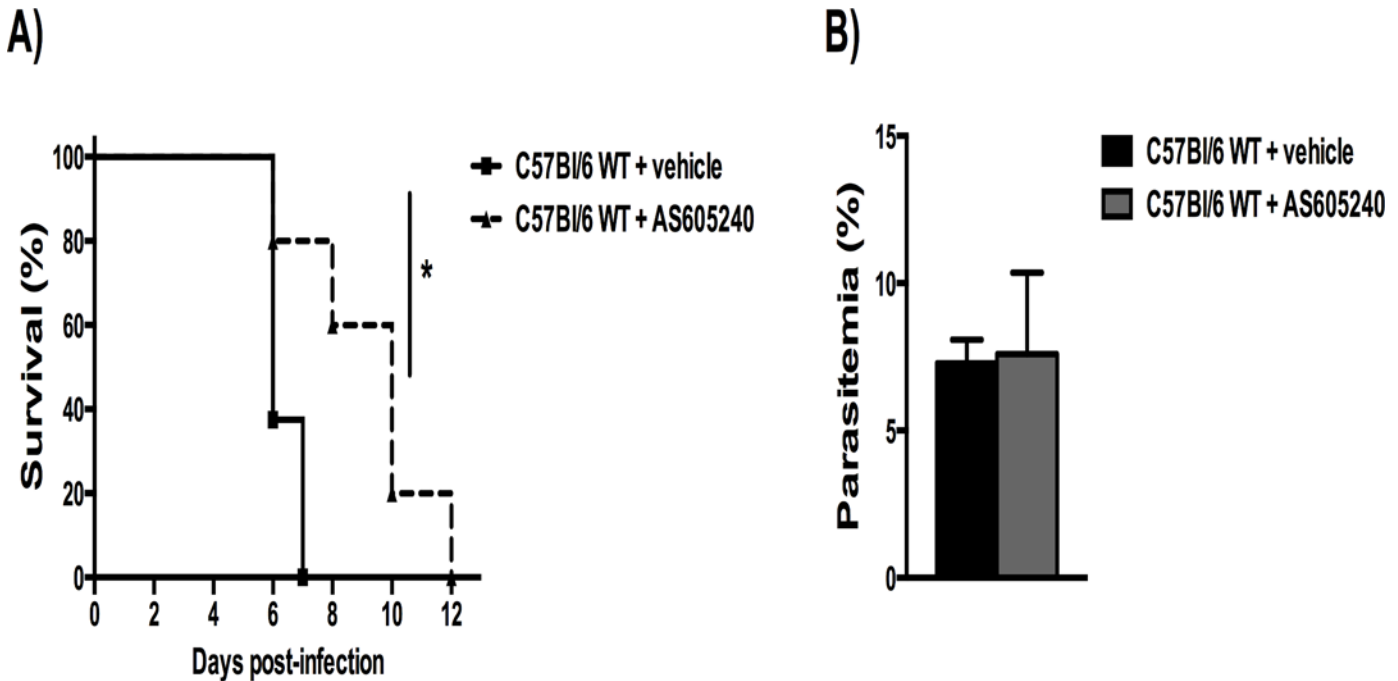 A)
Survival (%)
100
80
60
40
20
0
0 2 4 6 8 10 12
Days post-infection
C57Bl/6 WT + vehicle
C57Bl/6 WT + AS605240
*
B)
Parasitemia (%)
15
10
5
0
C57Bl/6 WT + vehicle
C57Bl/6 WT + AS605240